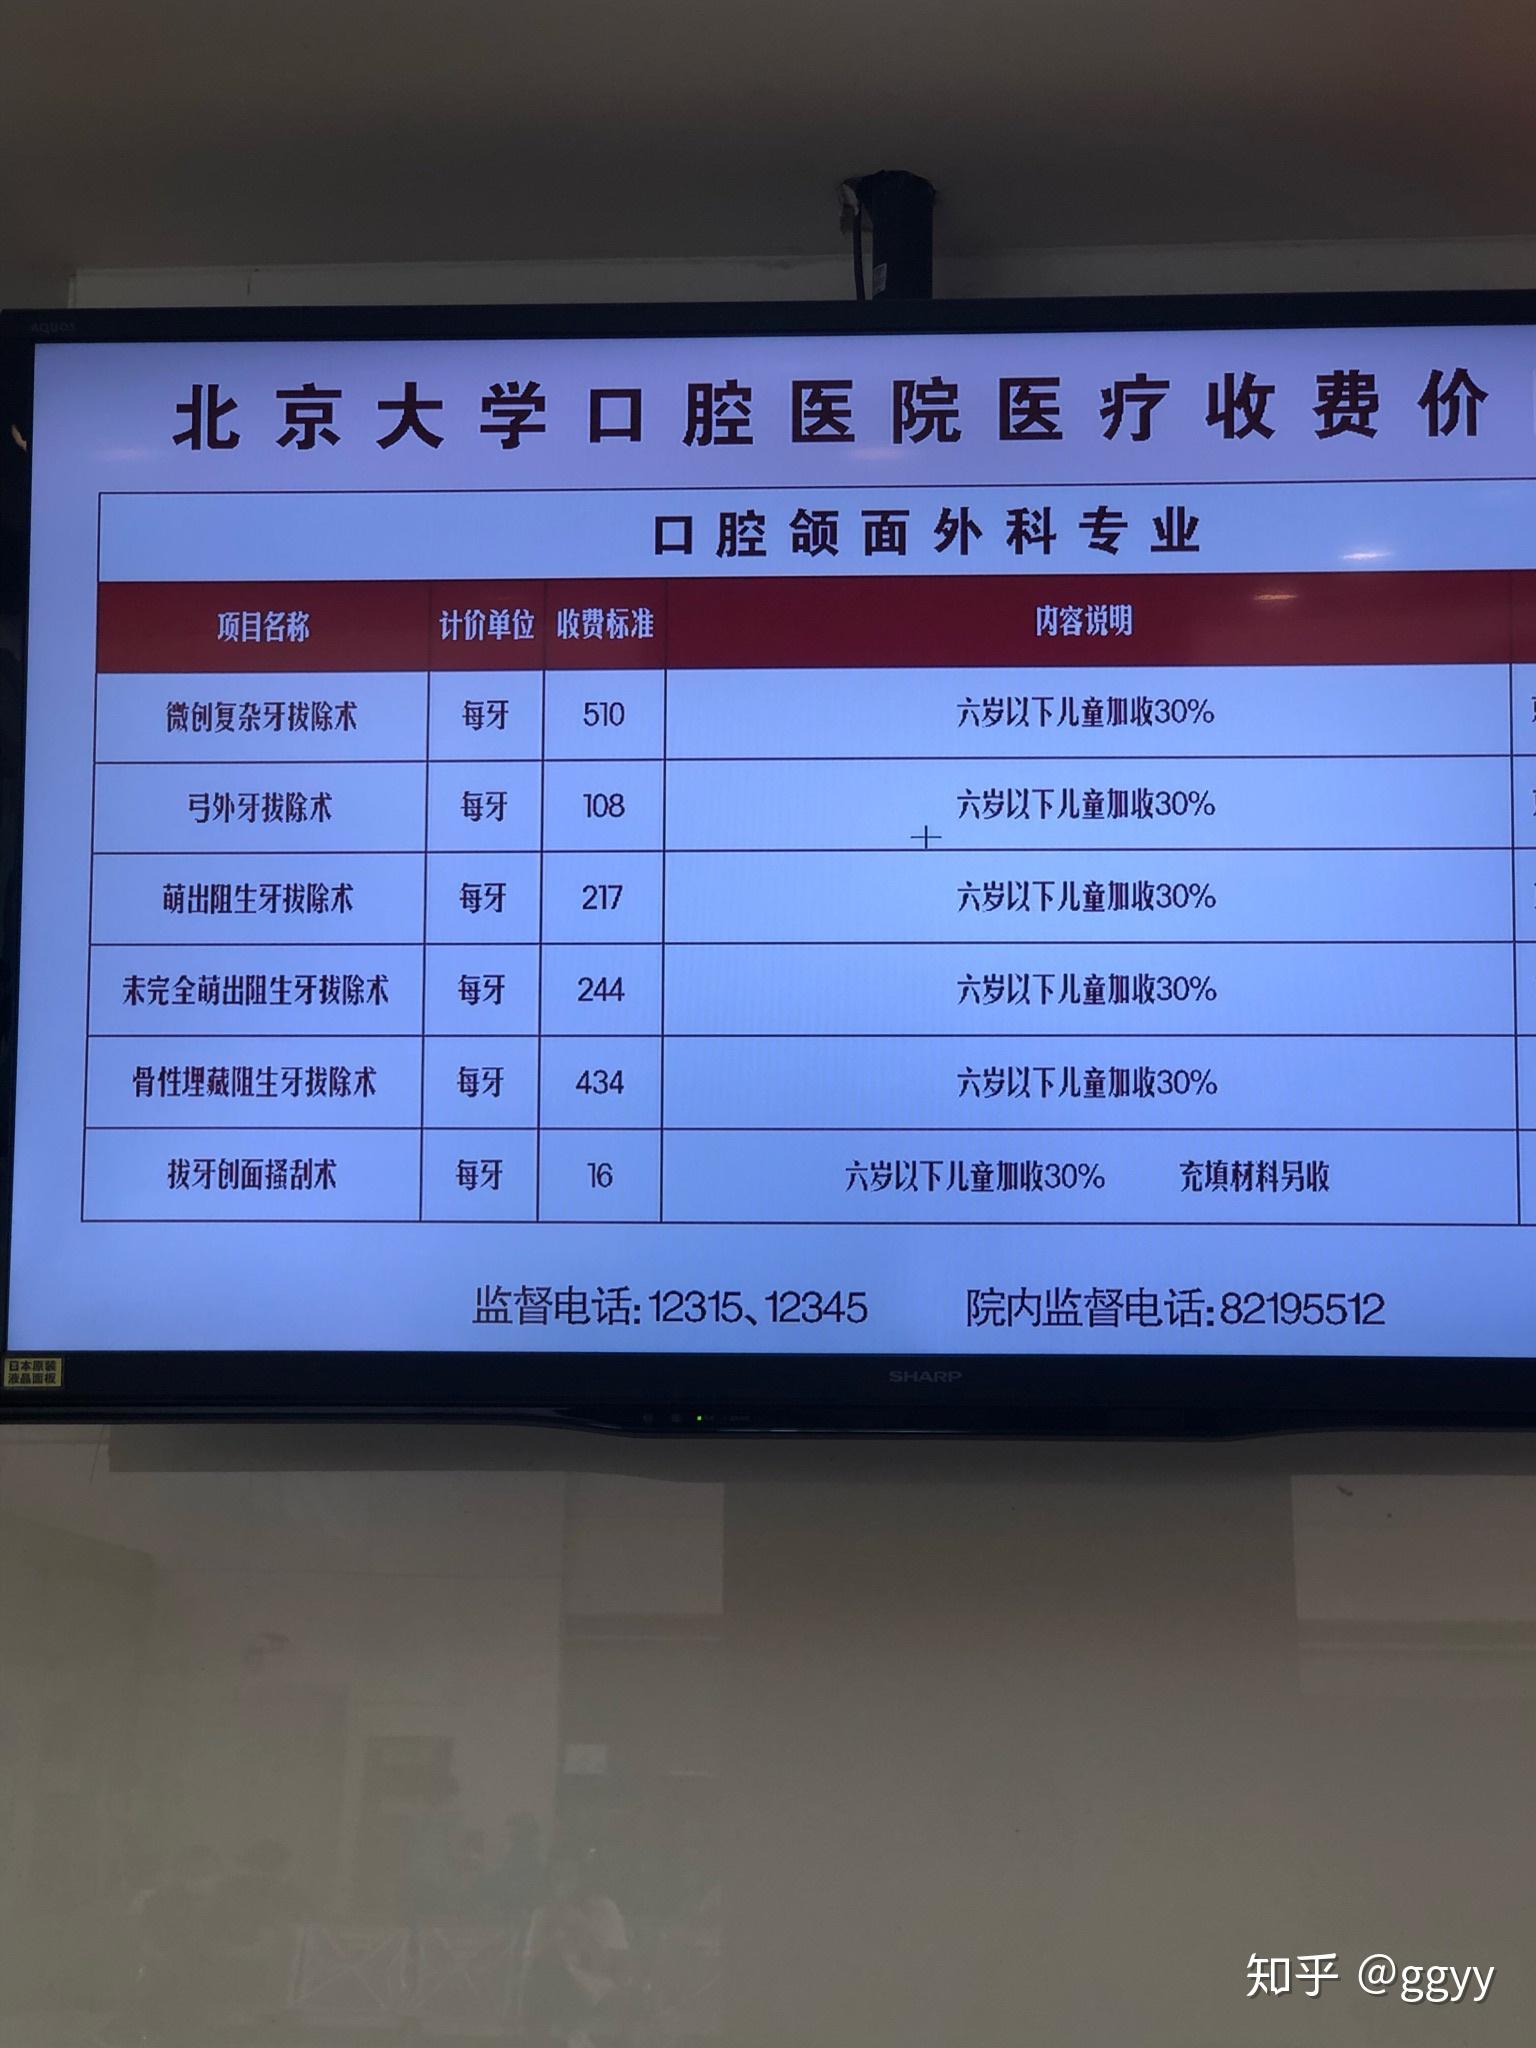 AQUOS
北京大学口腔医院医疗收费价
口腔颌面外科专业
项目名称 计价单位 收费标准 内容说明
微创复杂牙拔除术 每牙 510 六岁以下儿童加收30%
弓外牙拔除术 每牙 108 六岁以下儿童加收30%
萌出阻生牙拔除术 每牙 217 六岁以下儿童加收30%
未完全萌出阻生牙拔除术 每牙 244 六岁以下儿童加收30%
骨性埋藏阻生牙拔除术 每牙 434 六岁以下儿童加收30%
拔牙创面搔刮术 每牙 16 六岁以下儿童加收30% 充填材料另收
监督电话:12315、12345 院内监督电话:82195512
日本原装
液晶面板
SHARP
知乎 @ggyy